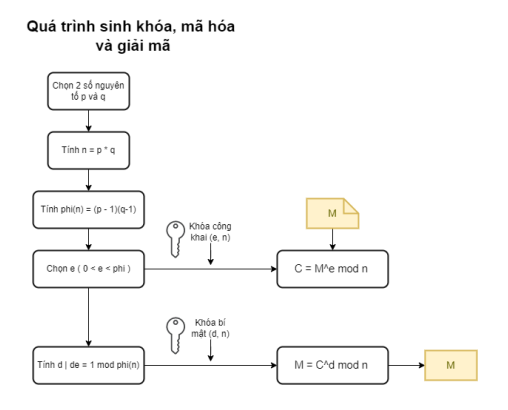 Quá trình sinh khóa, mã hóa
và giải mã
Chọn 2 số nguyên
tố p và q
Tính n = p * q
Tính phi(n) = (p - 1)(q-1)
Chọn e ( 0 < e < phi )
Khóa công
khai (e, n)
M
C = M^e mod n
Tính d | de = 1 mod phi(n)
Khóa bí
mật (d, n)
M = C^d mod n
M